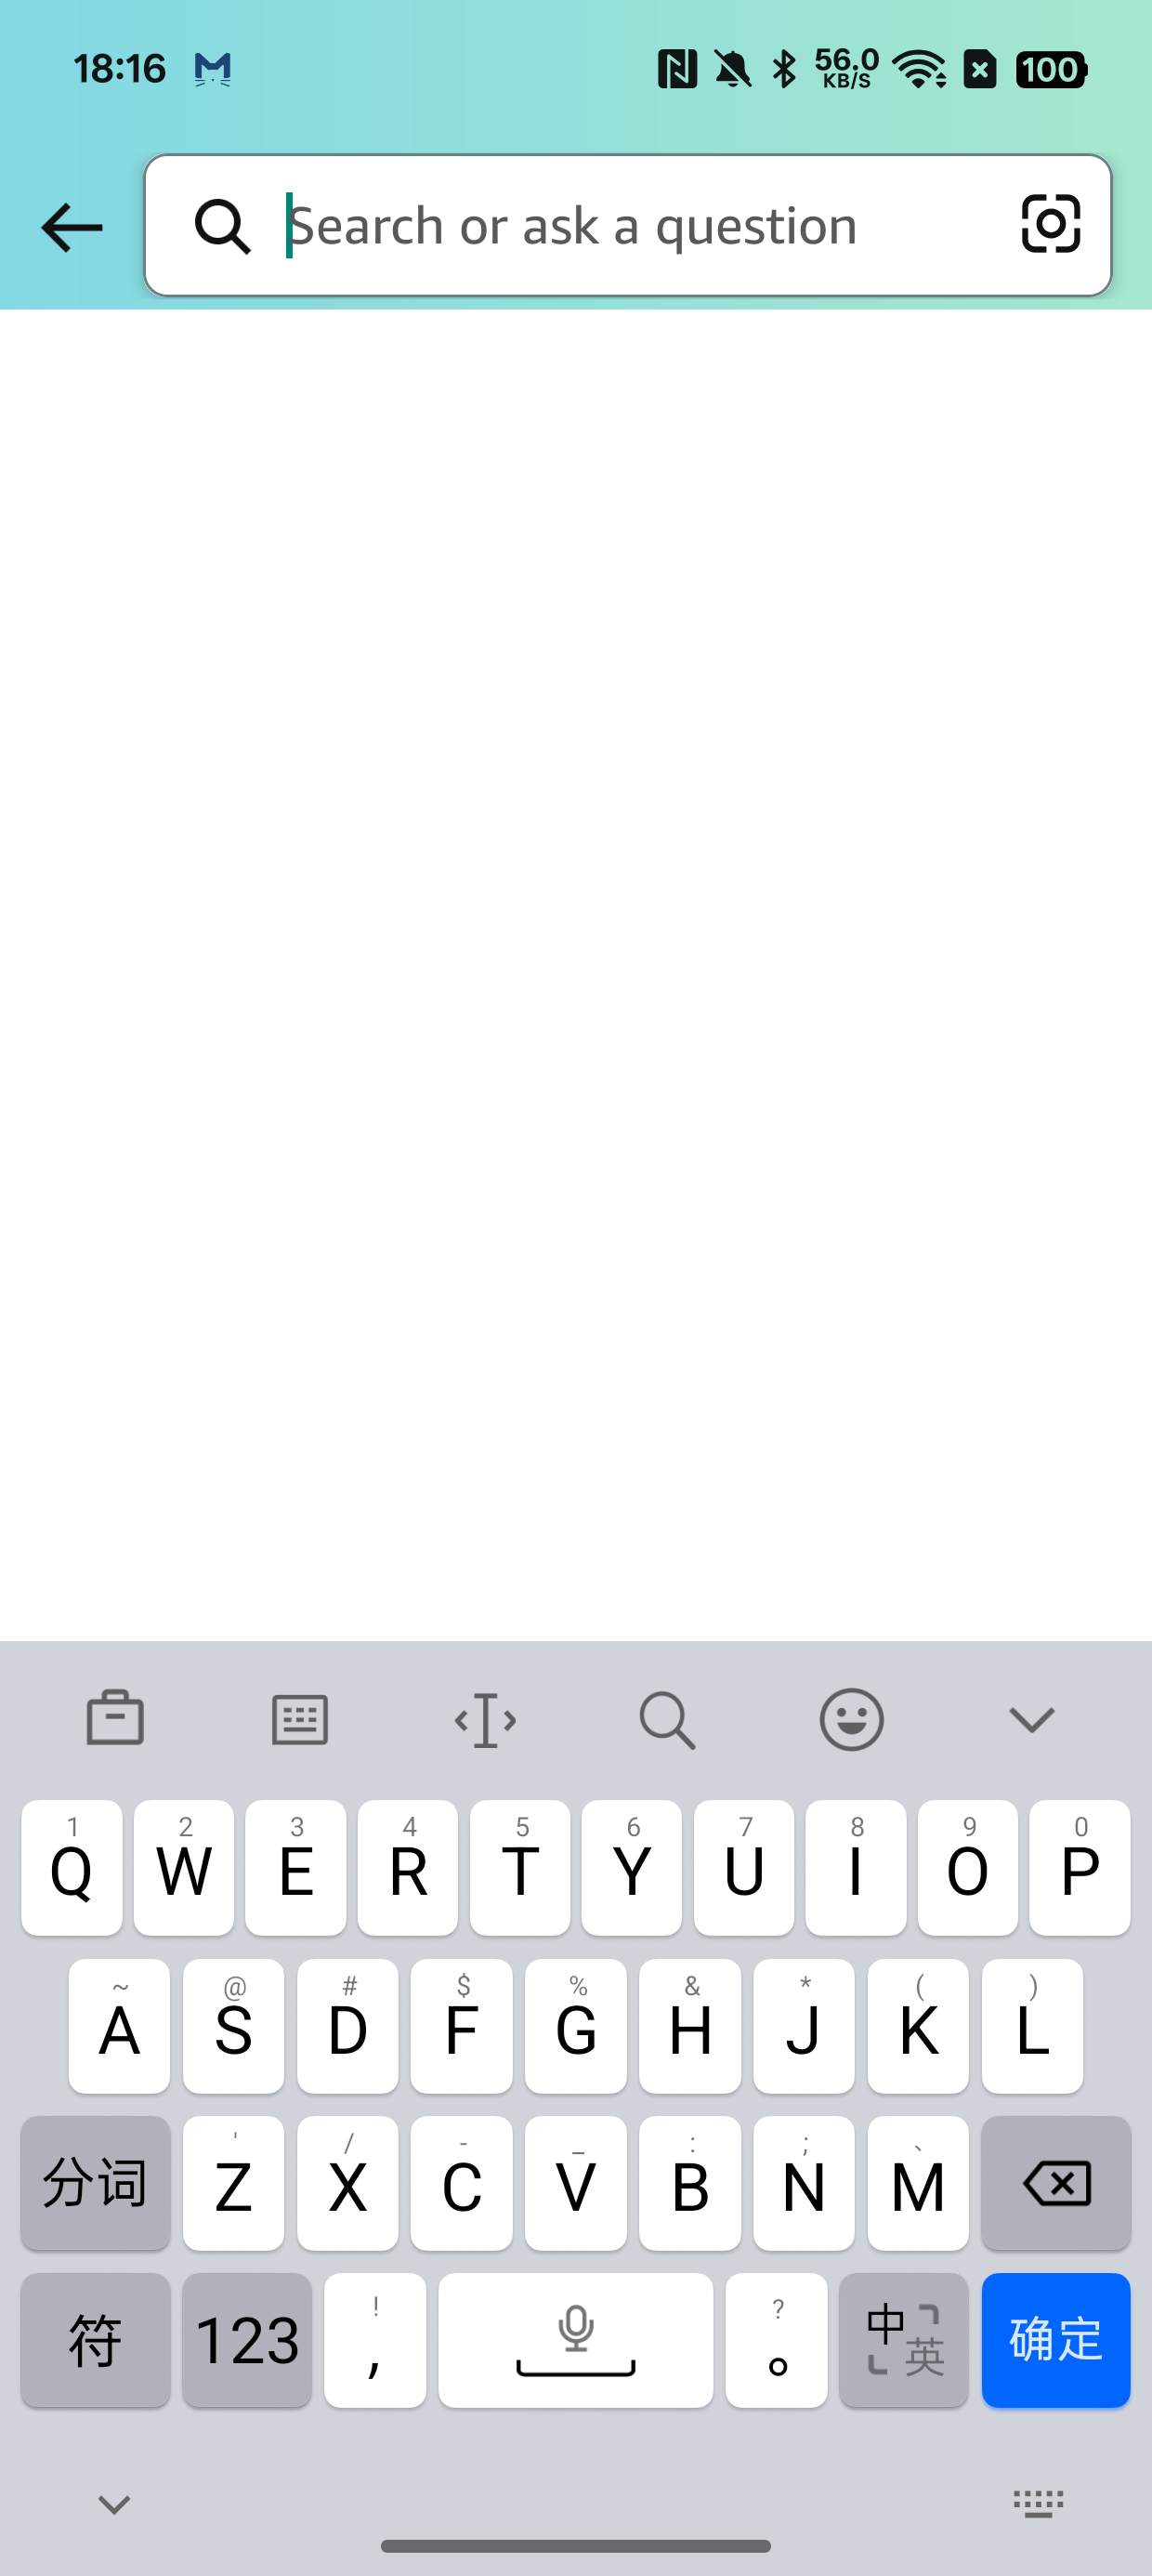 18:16 56.0 KB/S 100
Search or ask a question
1 2 3 4 5 6 7 8 9 0
Q W E R T Y U I O P
~ @ # $ % & * ( )
A S D F G H J K L
' / - _ : ; 、
分词 Z X C V B N M
! ?
符 123 , 。 中 英 确定